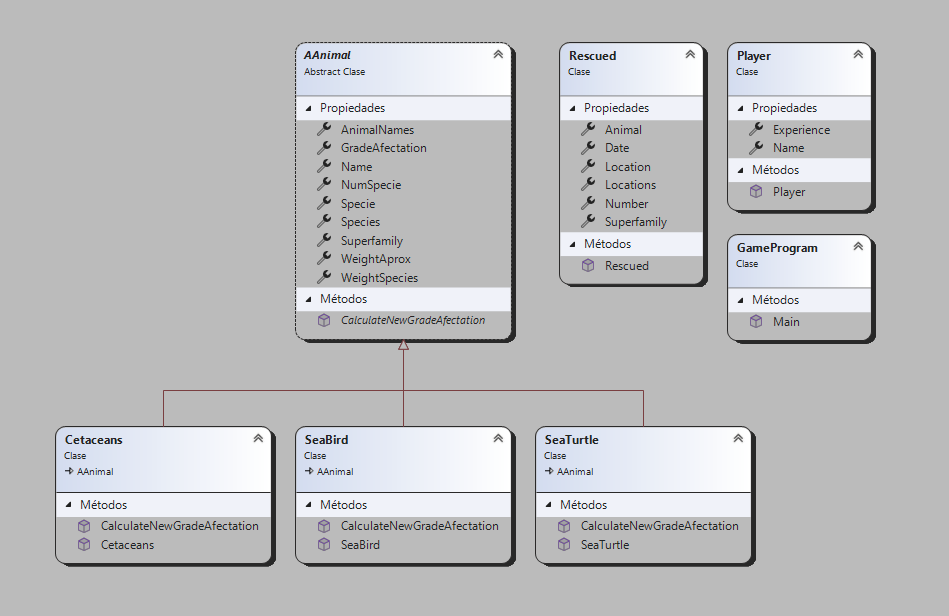 AAnimal
Abstract Clase
Propiedades
AnimalNames
GradeAfectation
Name
NumSpecie
Specie
Species
Superfamily
WeightAprox
WeightSpecies
Métodos
CalculateNewGradeAfectation
Rescued
Clase
Propiedades
Animal
Date
Location
Locations
Number
Superfamily
Métodos
Rescued
Player
Clase
Propiedades
Experience
Name
Métodos
Player
GameProgram
Clase
Métodos
Main
Cetaceans
Clase
AAnimal
Métodos
CalculateNewGradeAfectation
Cetaceans
SeaBird
Clase
AAnimal
Métodos
CalculateNewGradeAfectation
SeaBird
SeaTurtle
Clase
AAnimal
Métodos
CalculateNewGradeAfectation
SeaTurtle